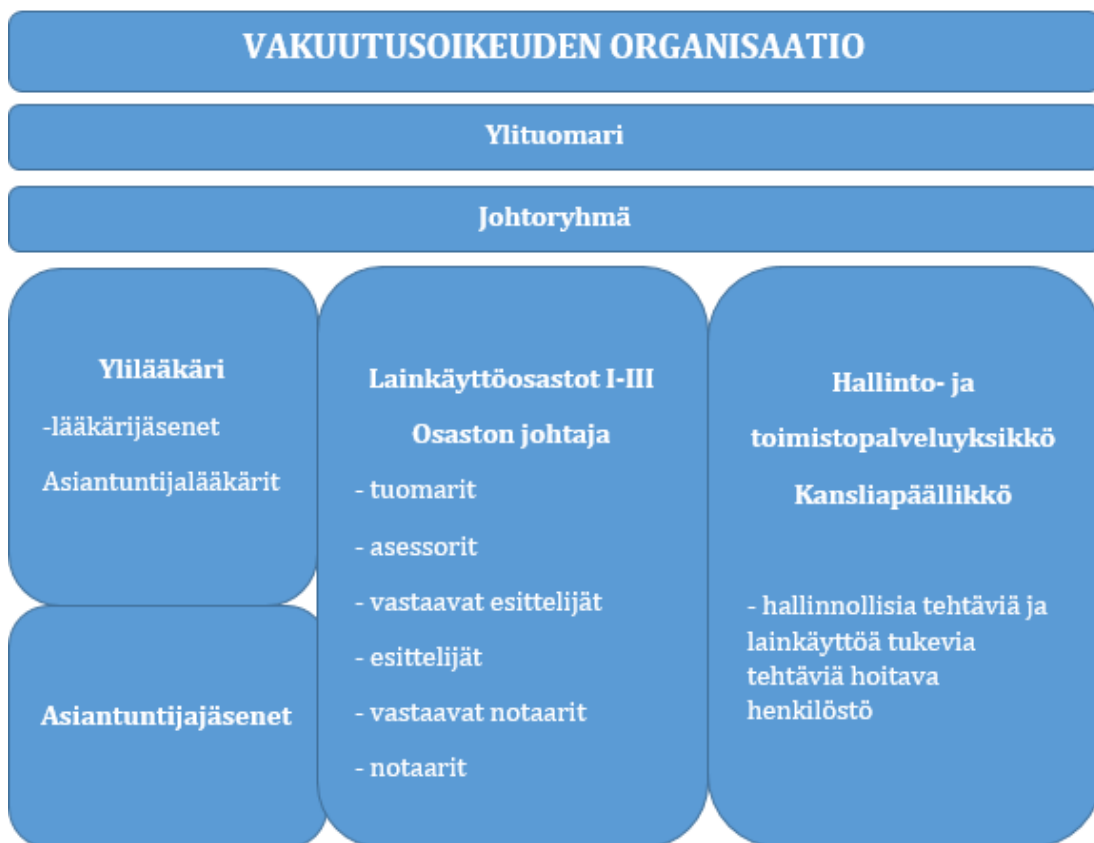 VAKUUTUSOIKEUDEN ORGANISAATIO
Ylituomari
Johtoryhmä
Ylilääkäri
-lääkärijäsenet
Asiantuntijalääkärit
Asiantuntijajäsenet
Lainkäyttöosastot I-III
Osaston johtaja
- tuomarit
- asessorit
- vastaavat esittelijät
- esittelijät
- vastaavat notaarit
- notaarit
Hallinto- ja
toimistopalveluyksikkö
Kansliapäällikkö
- hallinnollisia tehtäviä ja
lainkäyttöä tukevia
tehtäviä hoitava
henkilöstö